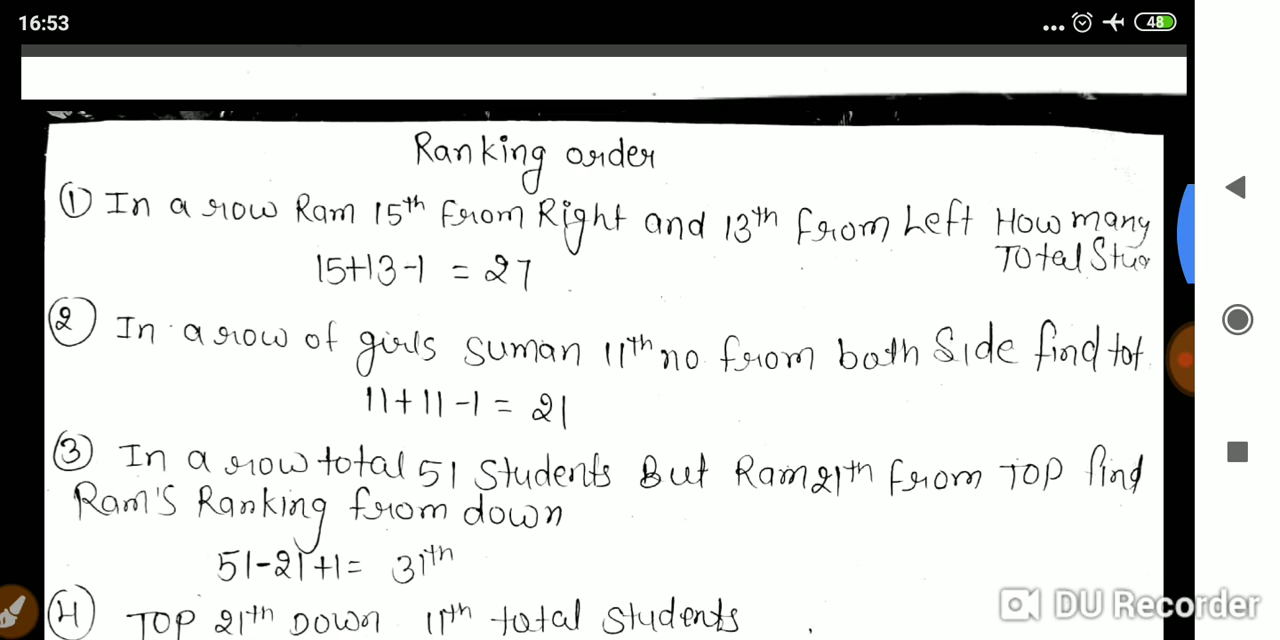 16:53
48
Ranking order
① In a row Ram 15th from Right and 13th from Left How many
Total Stu
15+13-1 = 27
② In a row of girls suman 11th no from both Side find tot
11+11-1 = 21
③ In a row total 51 Students But Ram 21th from TOP find
Ram's Ranking from down
51-21+1= 31th
④ TOP 21th Down 11th total Students
DU Recorder